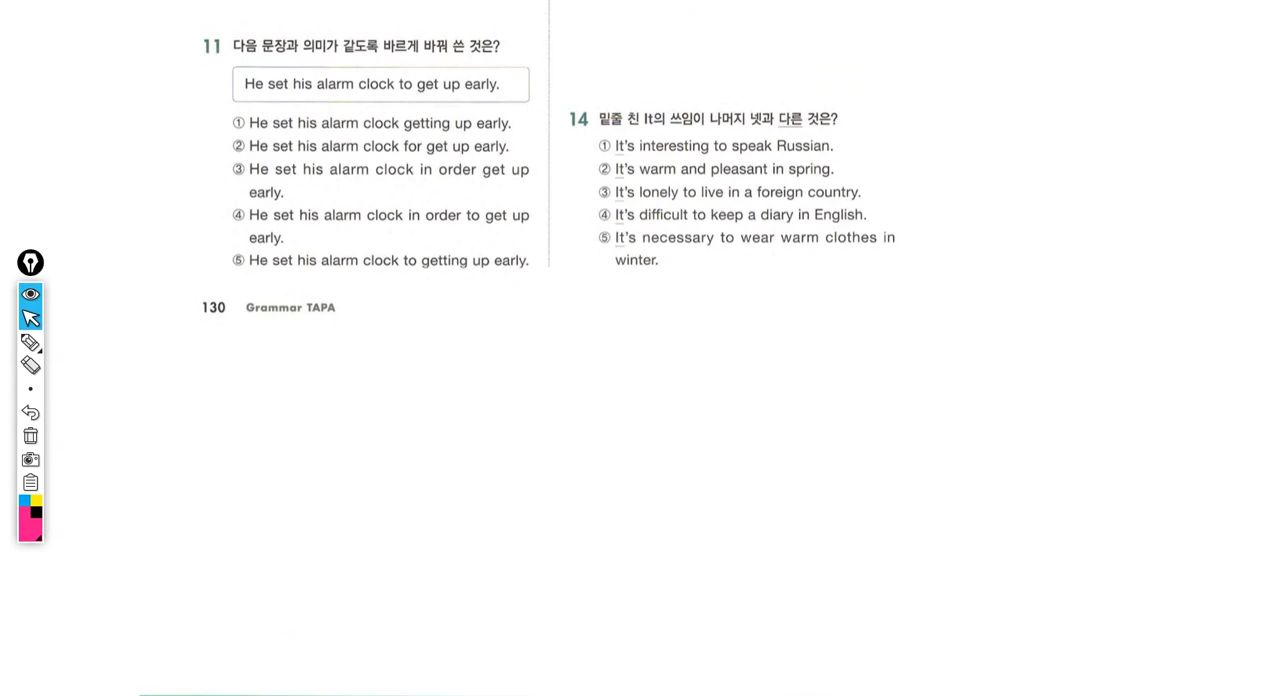 11 다음 문장과 의미가 같도록 바르게 바꿔 쓴 것은?
He set his alarm clock to get up early.
① He set his alarm clock getting up early.
② He set his alarm clock for get up early.
③ He set his alarm clock in order get up
early.
④ He set his alarm clock in order to get up
early.
⑤ He set his alarm clock to getting up early.
130 Grammar TAPA
14 밑줄 친 It의 쓰임이 나머지 넷과 다른 것은?
① It's interesting to speak Russian.
② It's warm and pleasant in spring.
③ It's lonely to live in a foreign country.
④ It's difficult to keep a diary in English.
⑤ It's necessary to wear warm clothes in
winter.